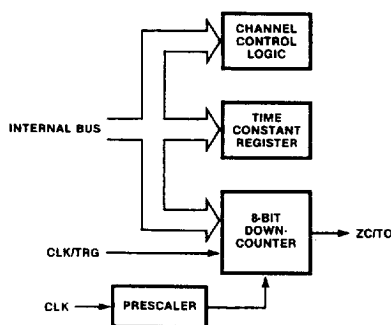 CHANNEL
CONTROL
LOGIC
INTERNAL BUS
TIME
CONSTANT
REGISTER
8-BIT
DOWN-
COUNTER
ZC/TO
CLK/TRG
CLK
PRESCALER